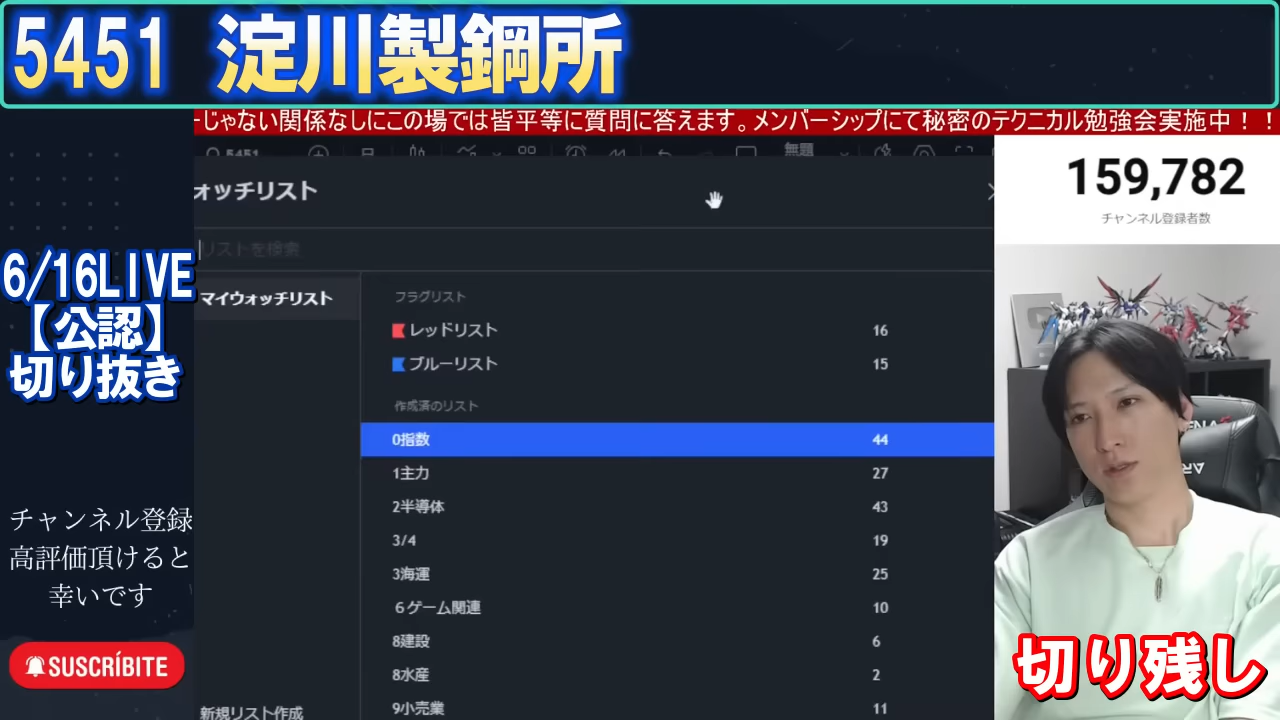 5451 淀川製鋼所
ーじゃない関係なしにこの場では皆平等に質問に答えます。メンバーシップにて秘密のテクニカル勉強会実施中！！
5451
無題
159,782
チャンネル登録者数
ォッチリスト
リストを検索
マイウォッチリスト
フラグリスト
レッドリスト 16
ブルーリスト 15
作成済のリスト
0指数 44
1主力 27
2半導体 43
3/4 19
3海運 25
６ゲーム関連 10
8建設 6
8水産 2
9小売業 11
新規リスト作成
6/16LIVE
【公認】
切り抜き
チャンネル登録
高評価頂けると
幸いです
SUSCRÍBITE
切り残し